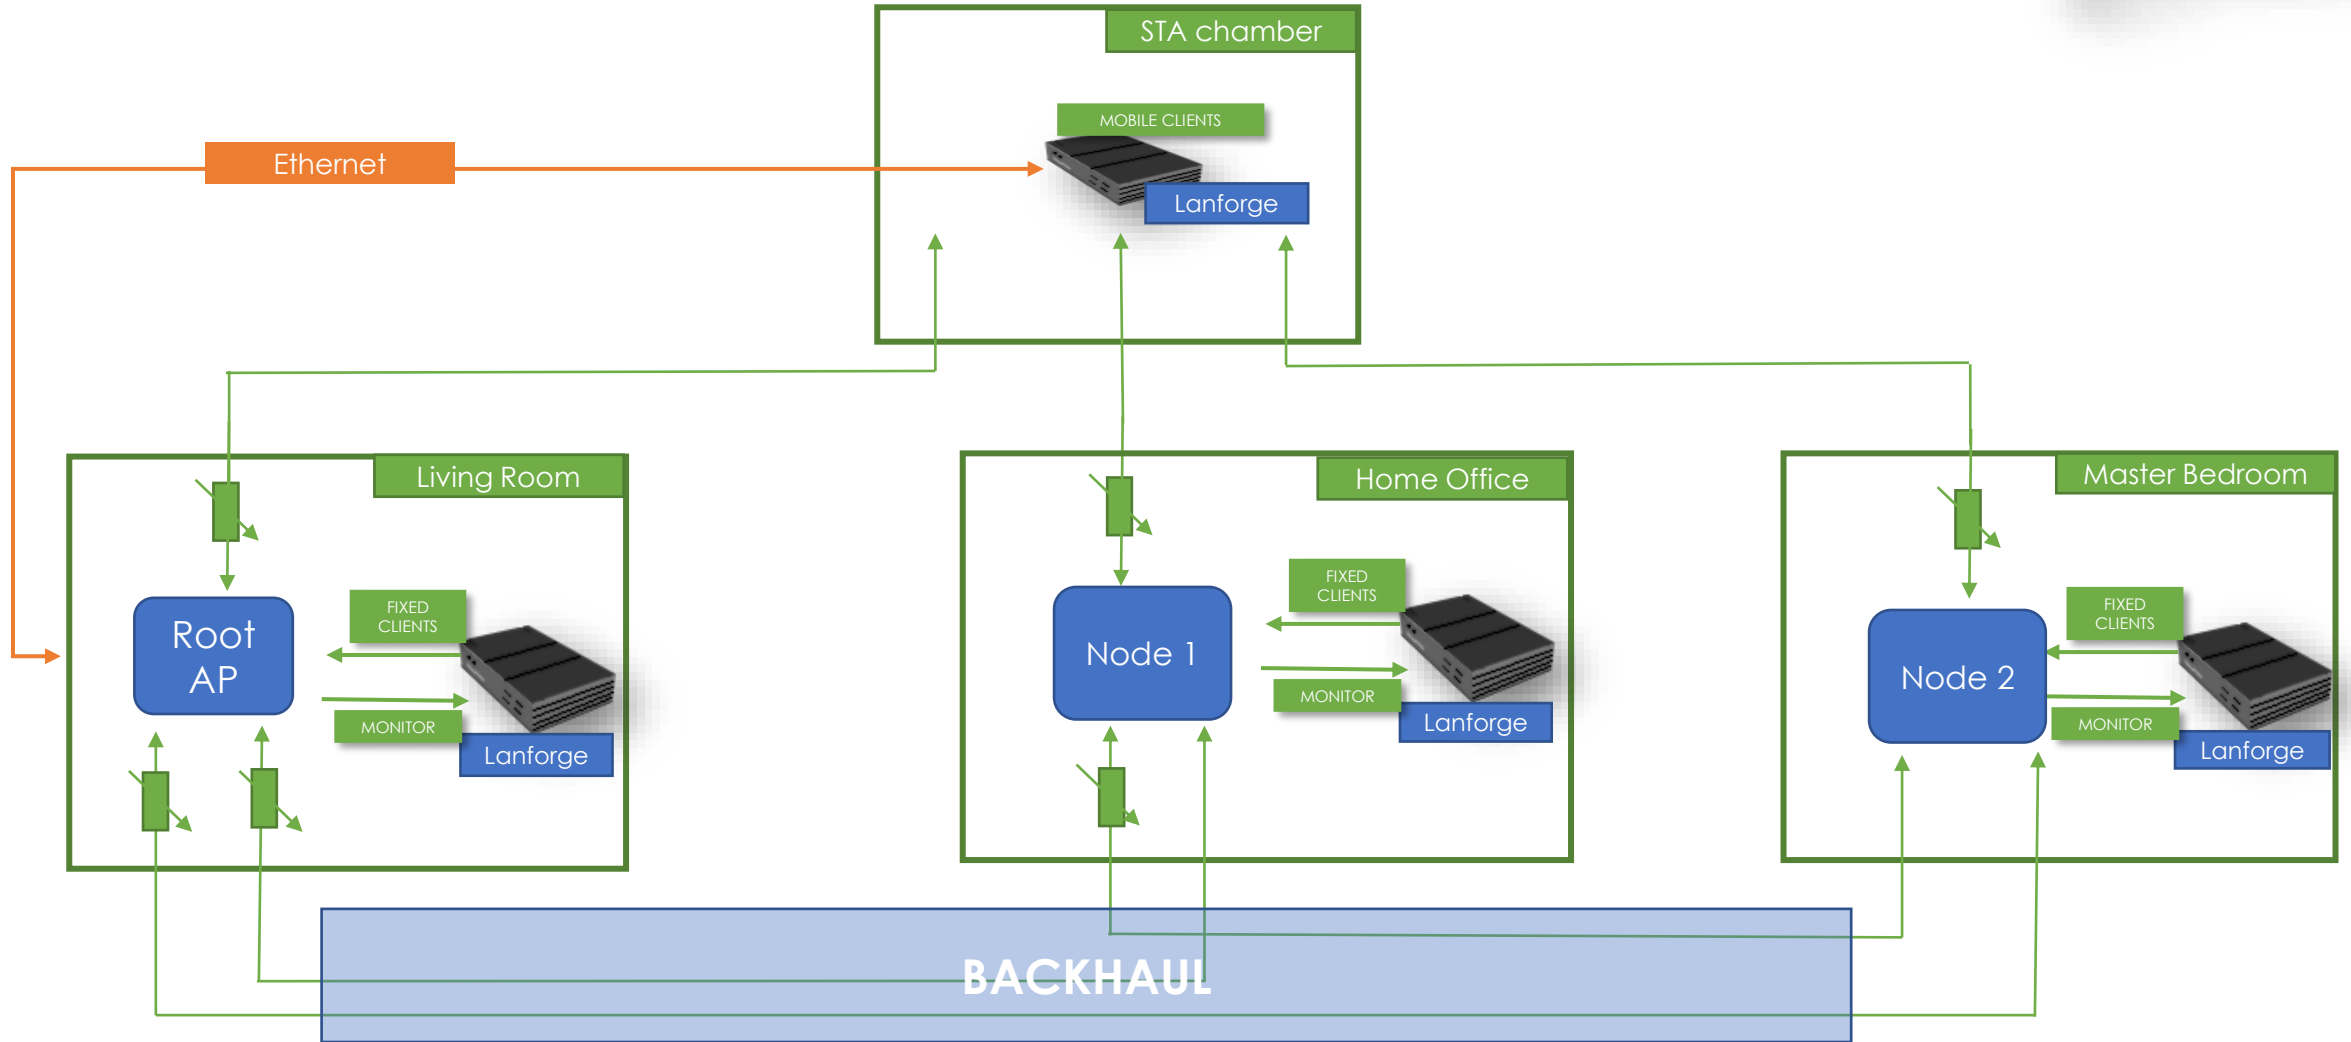 STA chamber
MOBILE CLIENTS
Ethernet
Lanforge
Living Room
Home Office
Master Bedroom
Root
AP
FIXED
CLIENTS
MONITOR
Lanforge
Node 1
FIXED
CLIENTS
MONITOR
Lanforge
Node 2
FIXED
CLIENTS
MONITOR
Lanforge
BACKHAUL